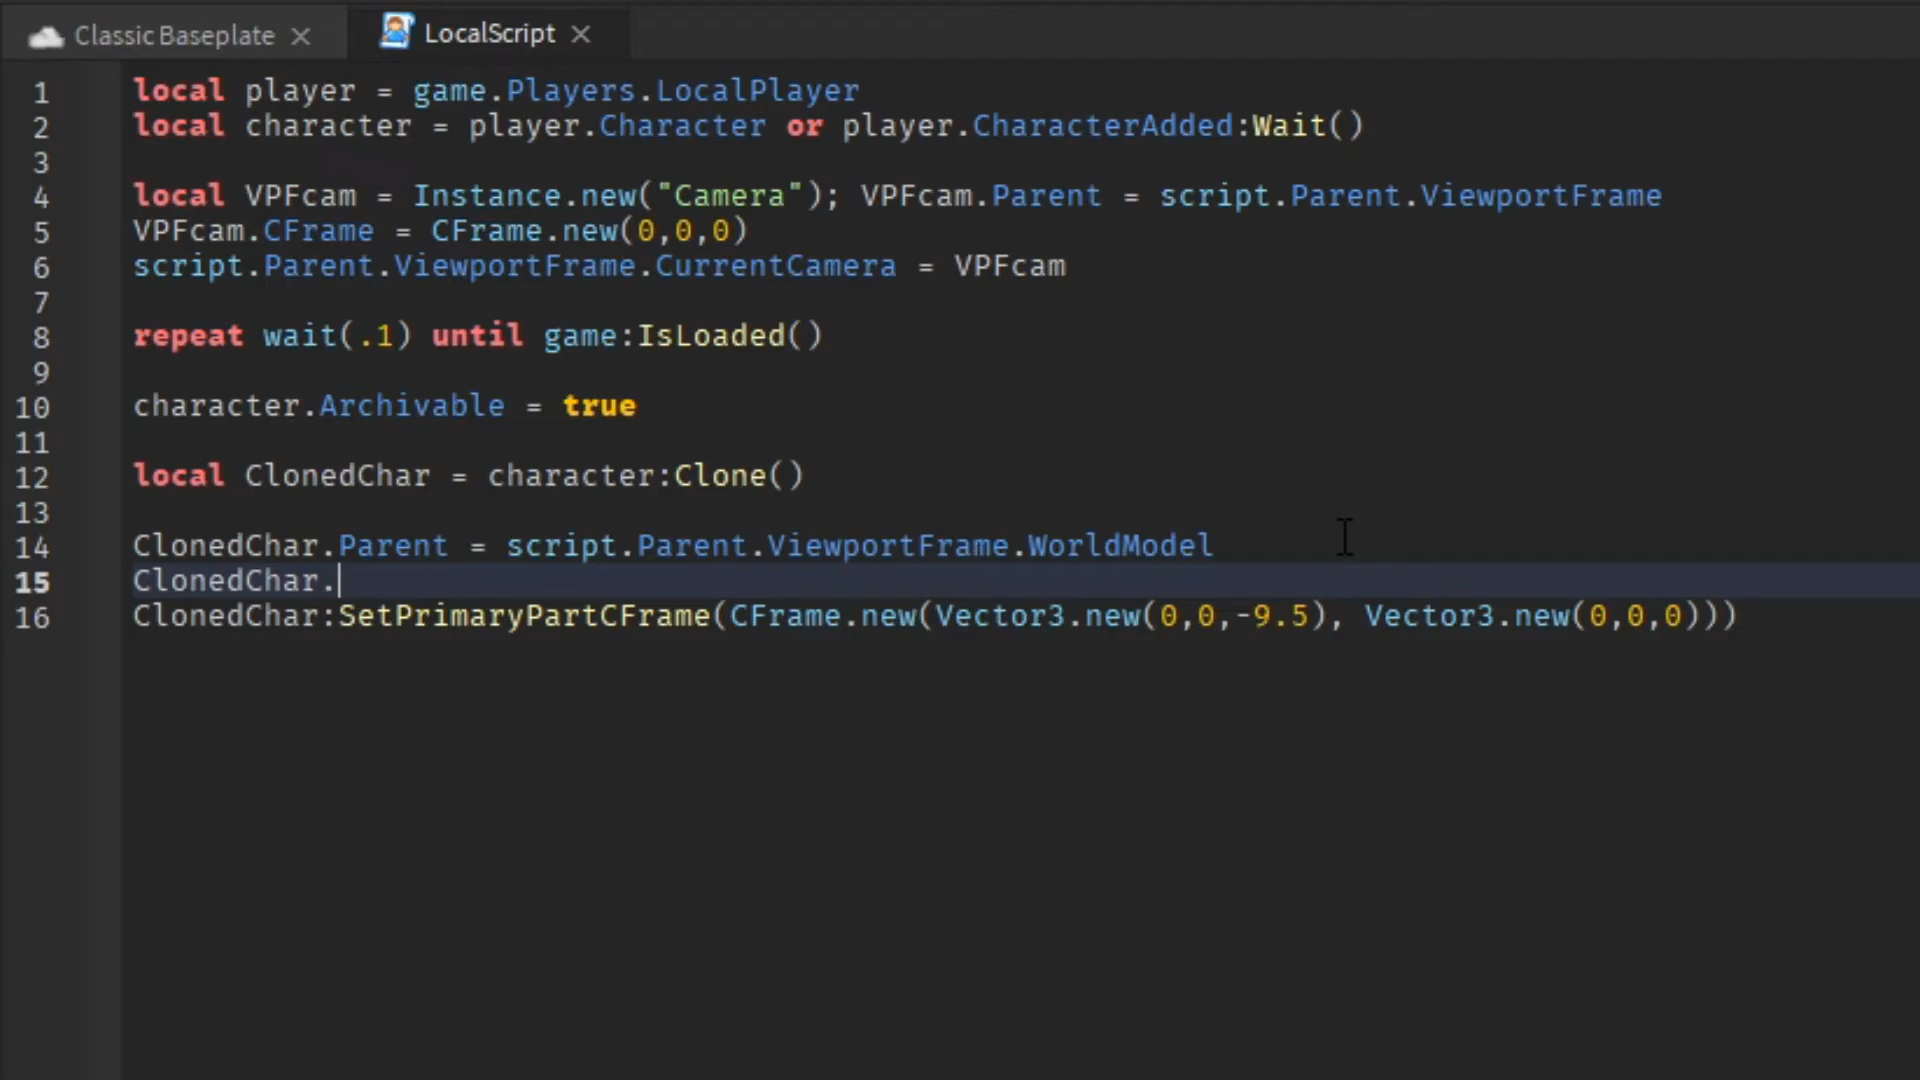 Classic Baseplate
LocalScript
1 local player = game.Players.LocalPlayer
2 local character = player.Character or player.CharacterAdded:Wait()
3
4 local VPFcam = Instance.new("Camera"); VPFcam.Parent = script.Parent.ViewportFrame
5 VPFcam.CFrame = CFrame.new(0,0,0)
6 script.Parent.ViewportFrame.CurrentCamera = VPFcam
7
8 repeat wait(.1) until game:IsLoaded()
9
10 character.Archivable = true
11
12 local ClonedChar = character:Clone()
13
14 ClonedChar.Parent = script.Parent.ViewportFrame.WorldModel
15 ClonedChar.
16 ClonedChar:SetPrimaryPartCFrame(CFrame.new(Vector3.new(0,0,-9.5), Vector3.new(0,0,0)))